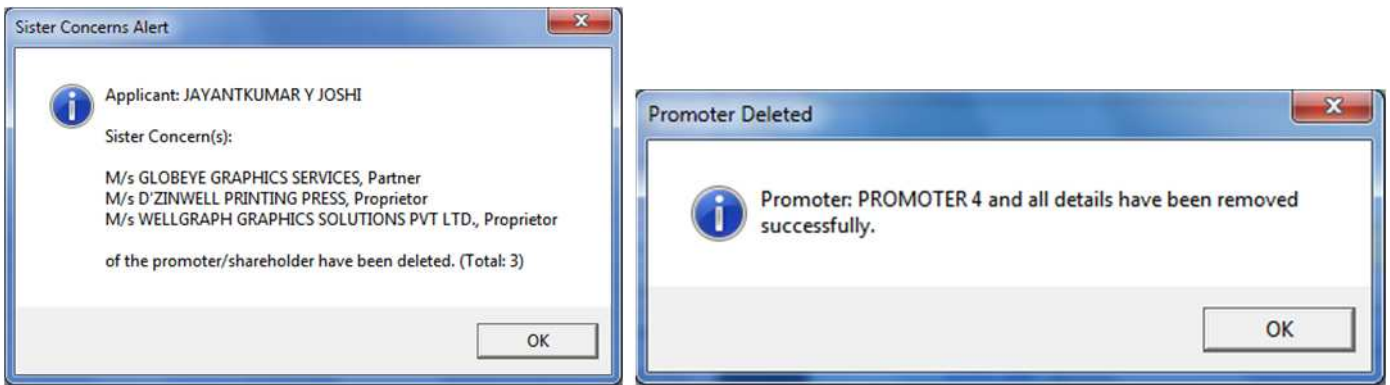 Sister Concerns Alert
Applicant: JAYANTKUMAR Y JOSHI
Sister Concern(s):
M/s GLOBEYE GRAPHICS SERVICES, Partner
M/s D'ZINWELL PRINTING PRESS, Proprietor
M/s WELLGRAPH GRAPHICS SOLUTIONS PVT LTD., Proprietor
of the promoter/shareholder have been deleted. (Total: 3)
OK
Promoter Deleted
Promoter: PROMOTER 4 and all details have been removed
successfully.
OK